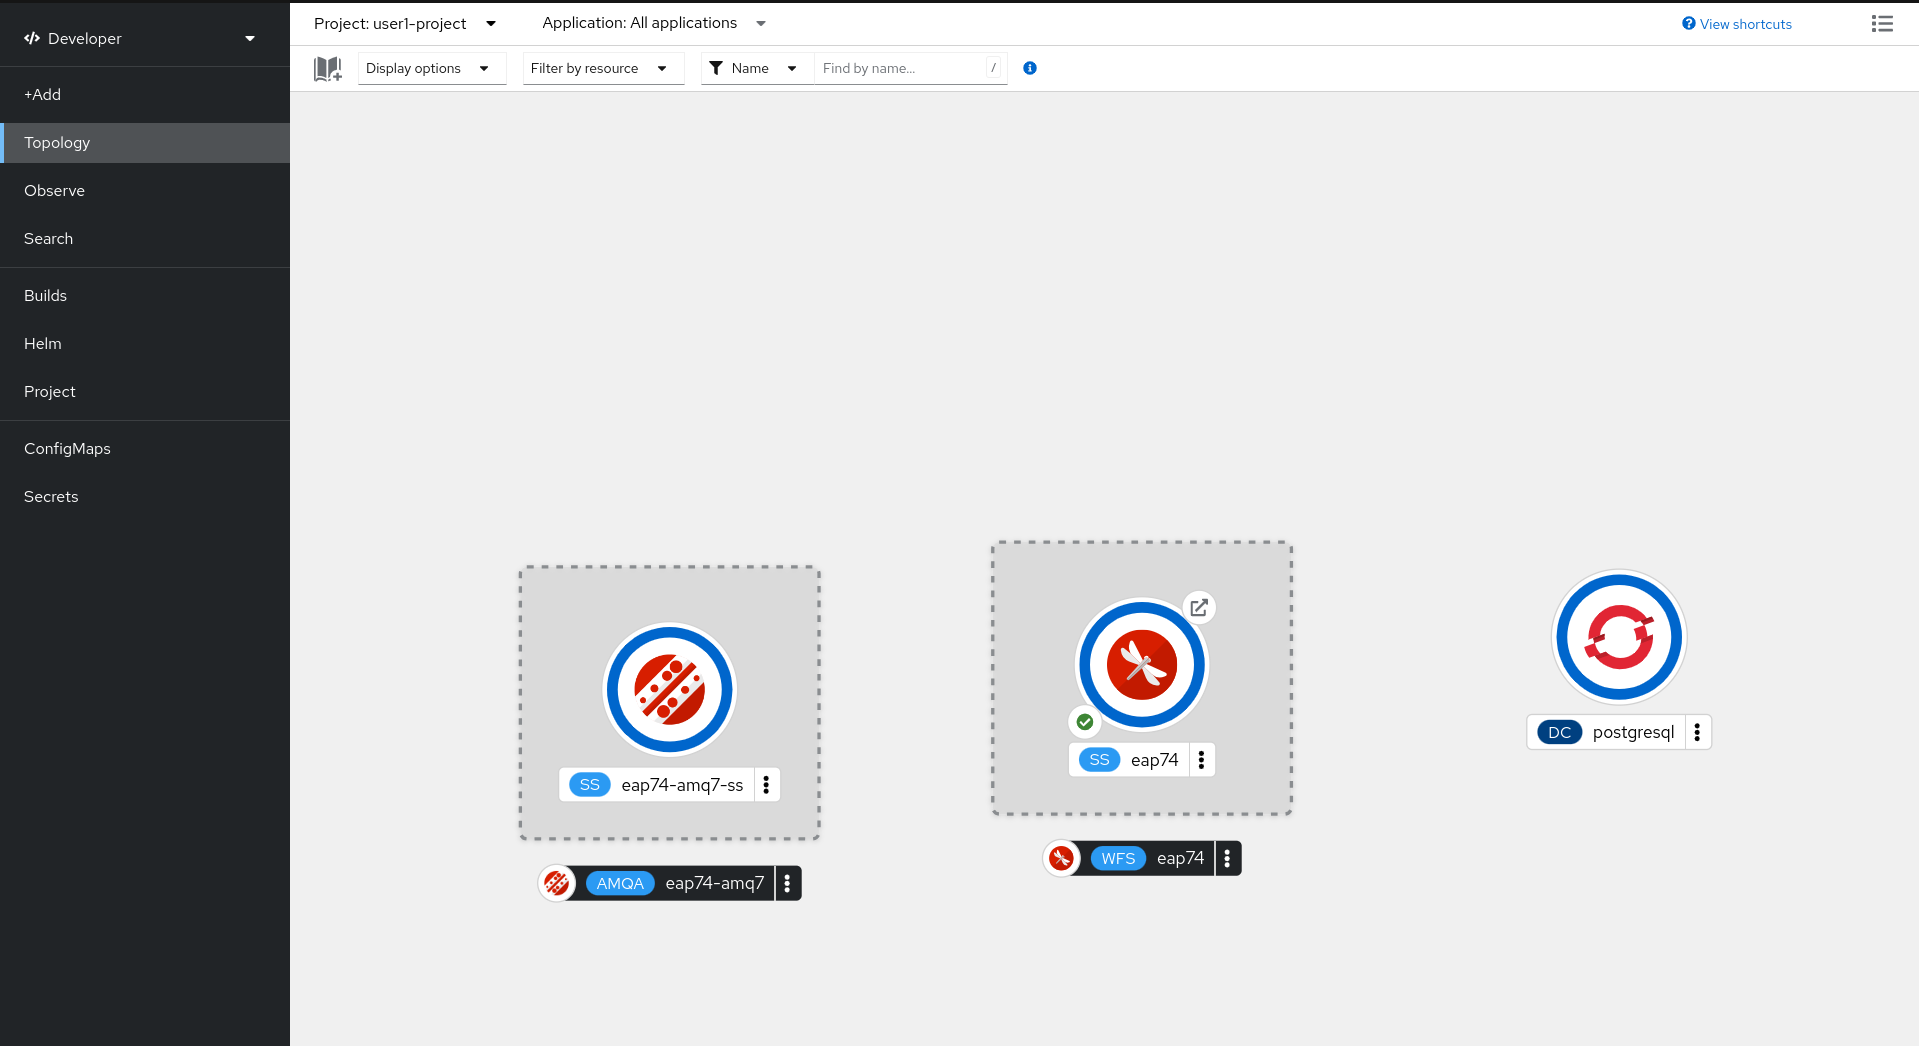 Developer
+Add
Topology
Observe
Search
Builds
Helm
Project
ConfigMaps
Secrets
Project: user1-project
Application: All applications
View shortcuts
Display options
Filter by resource
Name
Find by name...
/
SS eap74-amq7-ss
AMQA eap74-amq7
SS eap74
WFS eap74
DC postgresql